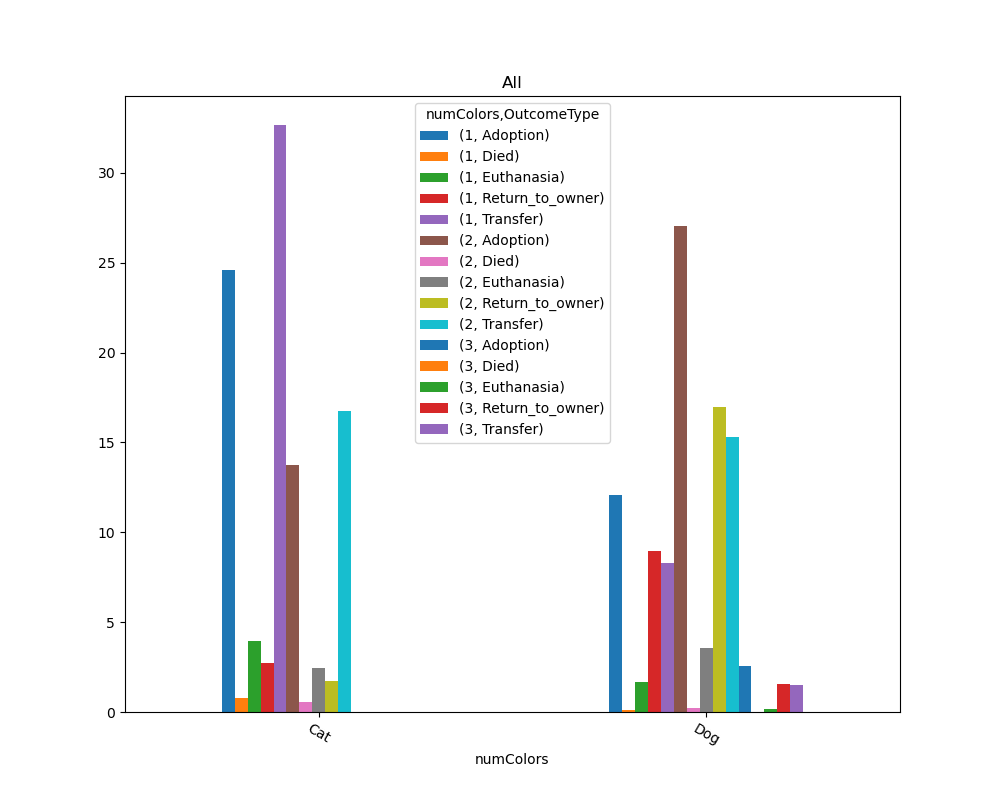 All
numColors,OutcomeType
(1, Adoption)
(1, Died)
(1, Euthanasia)
(1, Return_to_owner)
(1, Transfer)
(2, Adoption)
(2, Died)
(2, Euthanasia)
(2, Return_to_owner)
(2, Transfer)
(3, Adoption)
(3, Died)
(3, Euthanasia)
(3, Return_to_owner)
(3, Transfer)
30
25
20
15
10
5
0
Cat
Dog
numColors